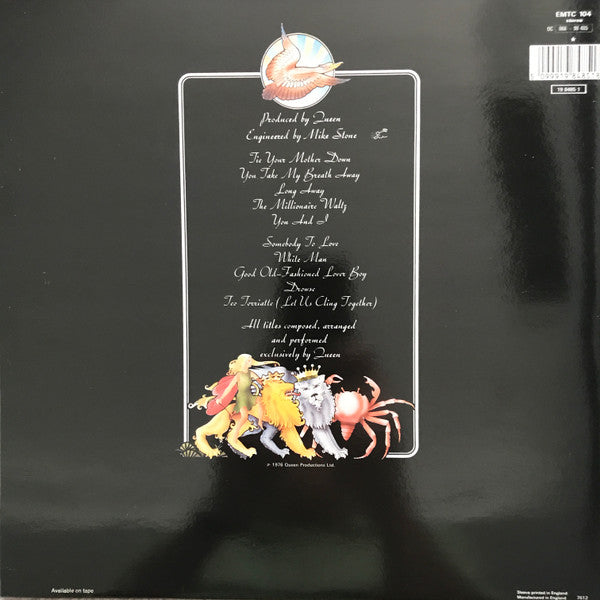 EMTC 104
stereo
Produced by Queen
Engineered by Mike Stone
Tie Your Mother Down
You Take My Breath Away
Long Away
The Millionaire Waltz
You And I
Somebody To Love
White Man
Good Old-Fashioned Lover Boy
Drowse
Teo Torriatte (Let Us Cling Together)
All titles composed, arranged
and performed
exclusively by Queen
℗ 1976 Queen Productions Ltd.
Available on tape
Sleeve printed in England
Manufactured in England
7612